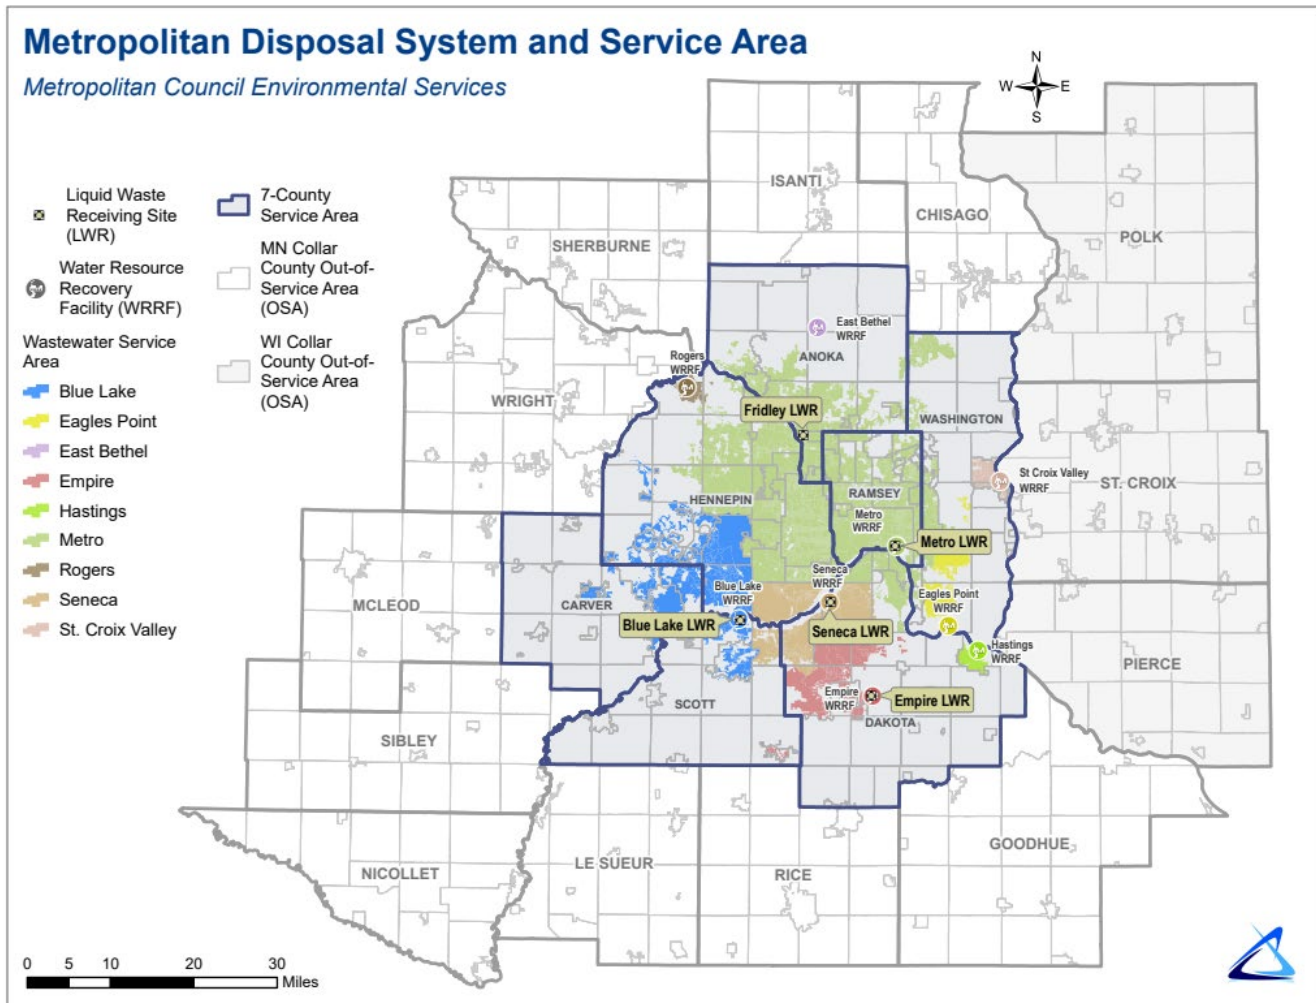 Metropolitan Disposal System and Service Area
Metropolitan Council Environmental Services
N
W
E
S
Liquid Waste
Receiving Site
(LWR)
Water Resource
Recovery
Facility (WRRF)
Wastewater Service
Area
Blue Lake
Eagles Point
East Bethel
Empire
Hastings
Metro
Rogers
Seneca
St. Croix Valley
7-County
Service Area
MN Collar
County Out-of-
Service Area
(OSA)
WI Collar
County Out-of-
Service Area
(OSA)
ISANTI
CHISAGO
POLK
SHERBURNE
East Bethel
WRRF
ANOKA
Rogers
WRRF
WRIGHT
Fridley LWR
WASHINGTON
St Croix Valley
WRRF
ST. CROIX
HENNEPIN
RAMSEY
Metro
WRRF
Metro LWR
Seneca
WRRF
Blue Lake
WRRF
Eagles Point
WRRF
MCLEOD
CARVER
Blue Lake LWR
Seneca LWR
Hastings
WRRF
PIERCE
Empire
WRRF
Empire LWR
SCOTT
DAKOTA
SIBLEY
GOODHUE
LE SUEUR
RICE
NICOLLET
0 5 10 20 30
Miles